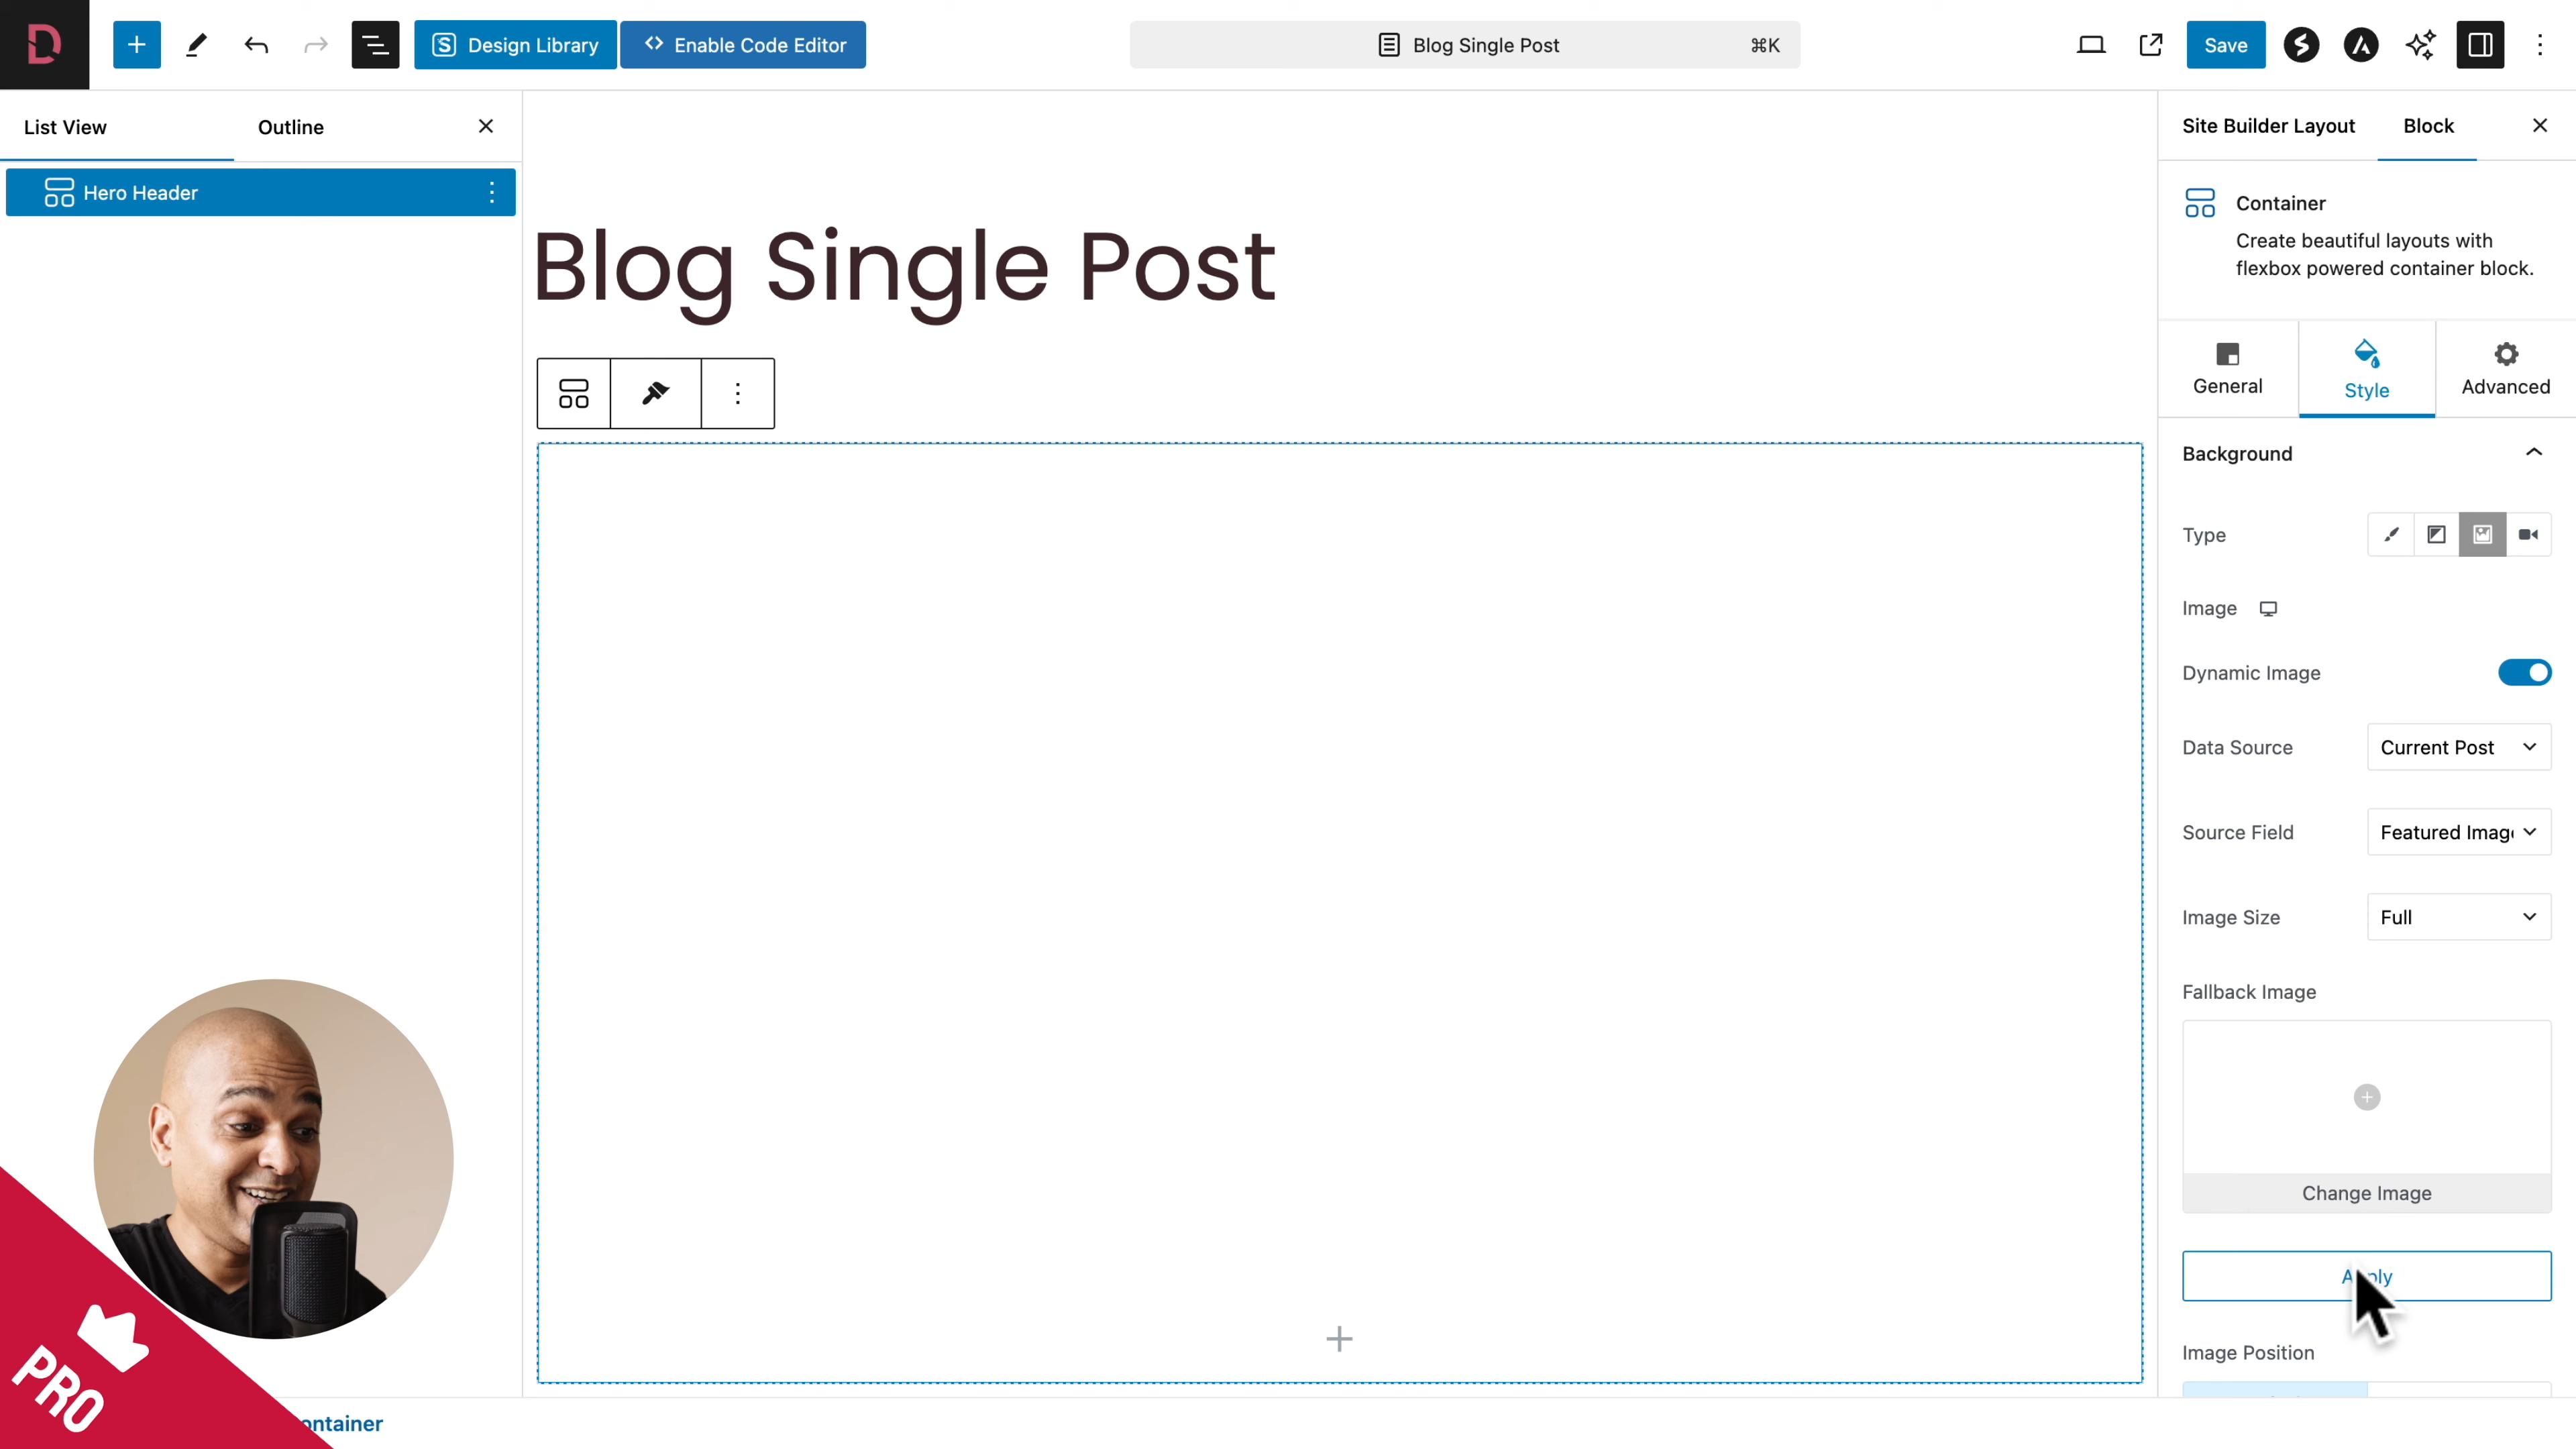 Design Library
Enable Code Editor
Blog Single Post
⌘K
Save
List View
Outline
Hero Header
Blog Single Post
Site Builder Layout
Block
Container
Create beautiful layouts with
flexbox powered container block.
General
Style
Advanced
Background
Type
Image
Dynamic Image
Data Source
Current Post
Source Field
Featured
Image Size
Full
Fallback Image
Change Image
Image Position
PRO